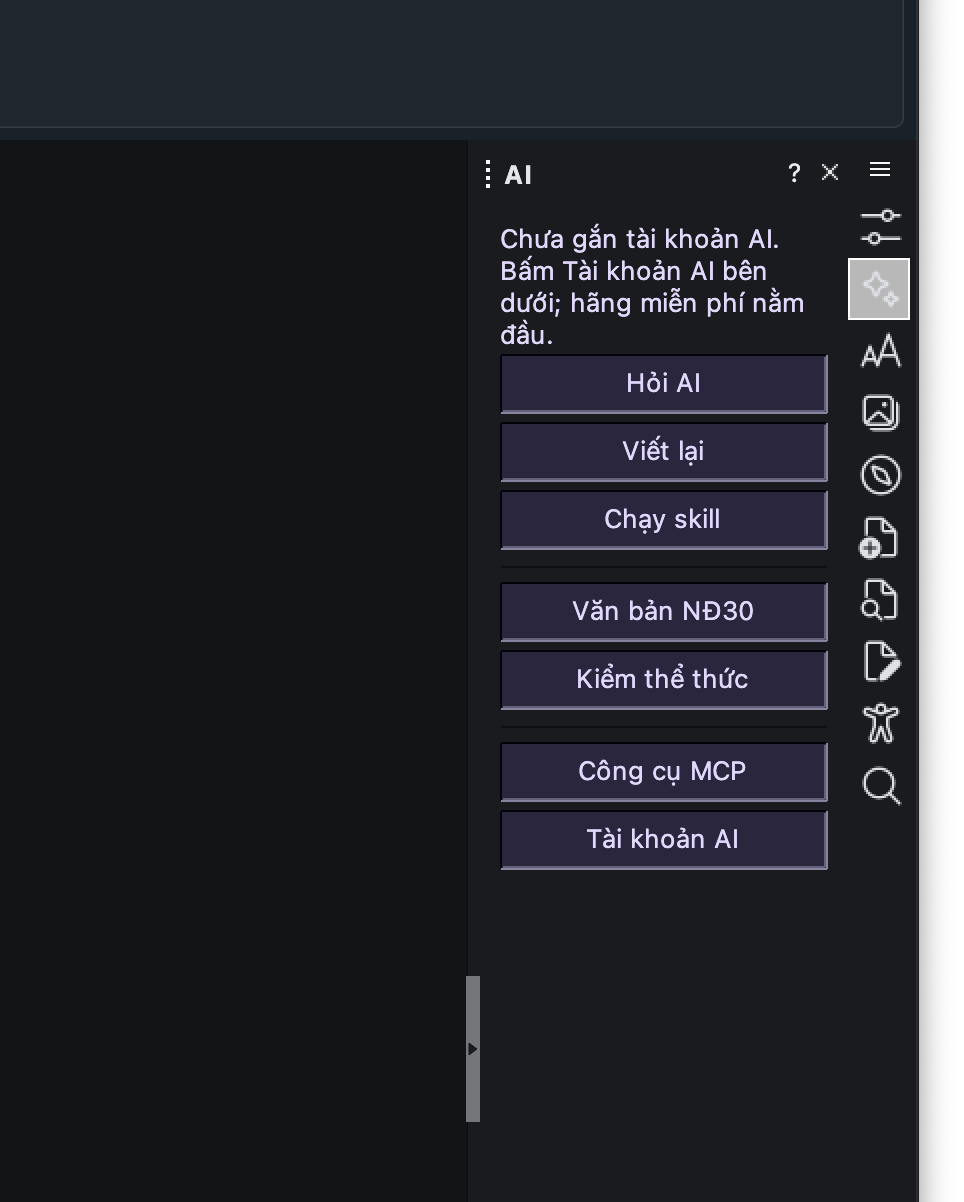 AI ?
Chưa gắn tài khoản AI.
Bấm Tài khoản AI bên
dưới; hãng miễn phí nằm
đầu.
Hỏi AI
Viết lại
Chạy skill
Văn bản NĐ30
Kiểm thể thức
Công cụ MCP
Tài khoản AI